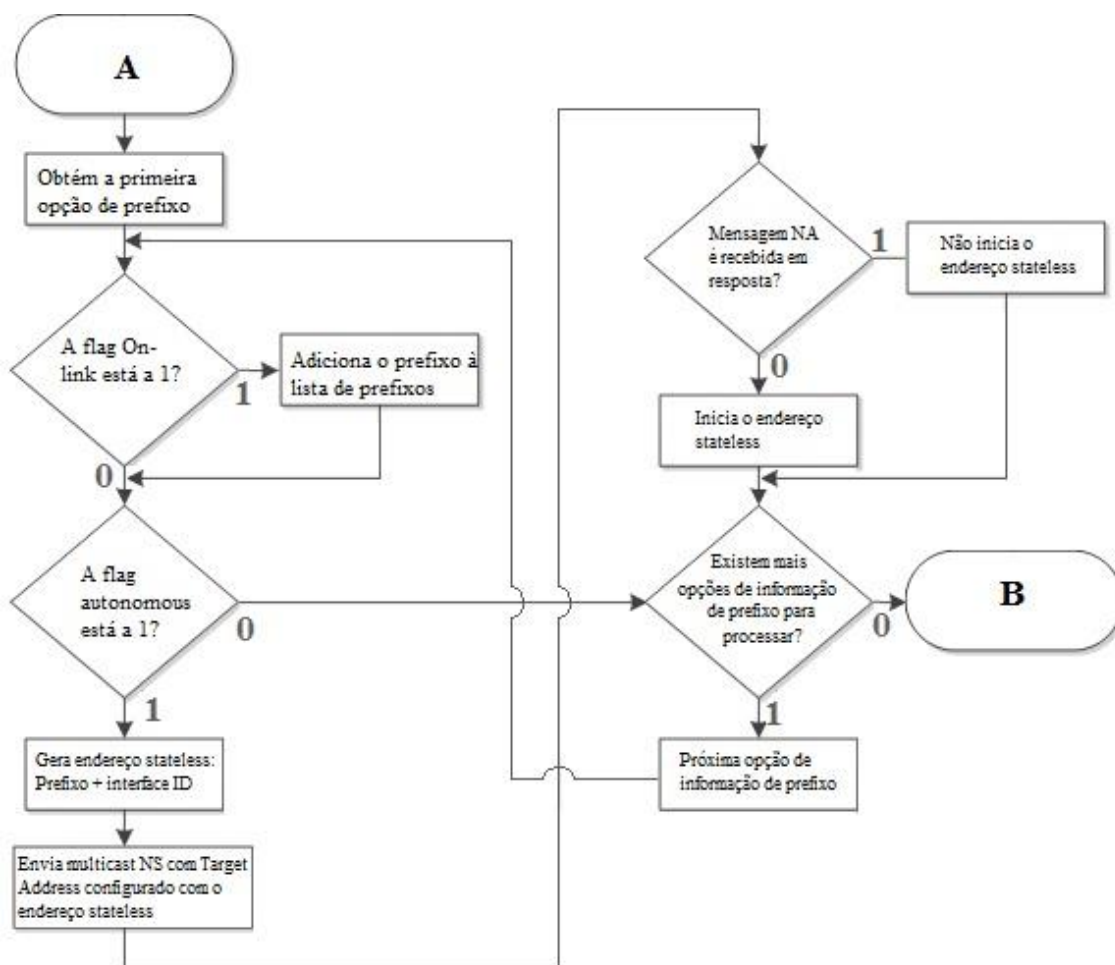 A
Obtém a primeira
opção de prefixo
A flag On-
link está a 1?
1
Adiciona o prefixo à
lista de prefixos
0
A flag
autonomous
está a 1?
0
1
Gera endereço stateless:
Prefixo + interface ID
Envia multicast NS com Target
Address configurado com o
endereço stateless
Mensagem NA
é recebida em
resposta?
1
Não inicia o
endereço stateless
0
Inicia o endereço
stateless
Existem mais
opções de informação
de prefixo para
processar?
0
B
1
Próxima opção de
informação de prefixo